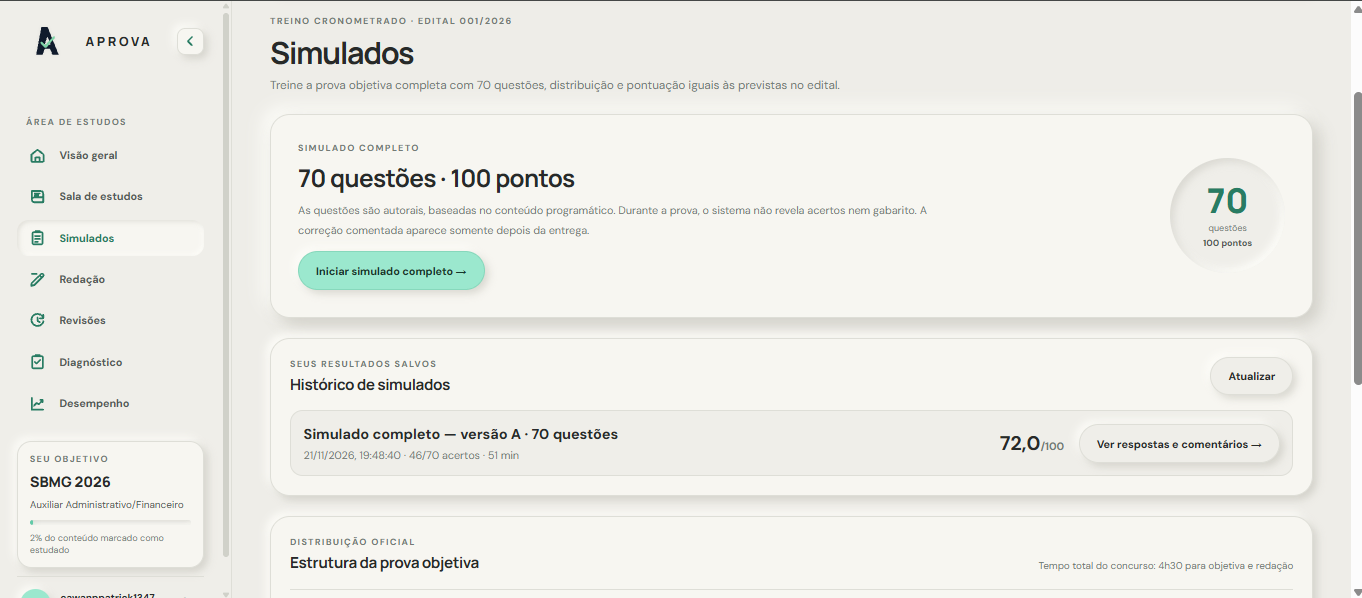 APROVA
ÁREA DE ESTUDOS
Visão geral
Sala de estudos
Simulados
Redação
Revisões
Diagnóstico
Desempenho
SEU OBJETIVO
SBMG 2026
Auxiliar Administrativo/Financeiro
2% do conteúdo marcado como
estudado
TREINO CRONOMETRADO · EDITAL 001/2026
Simulados
Treine a prova objetiva completa com 70 questões, distribuição e pontuação iguais às previstas no edital.
SIMULADO COMPLETO
70 questões · 100 pontos
As questões são autorais, baseadas no conteúdo programático. Durante a prova, o sistema não revela acertos nem gabarito. A
correção comentada aparece somente depois da entrega.
Iniciar simulado completo →
70
questões
100 pontos
SEUS RESULTADOS SALVOS
Histórico de simulados
Atualizar
Simulado completo — versão A · 70 questões
21/11/2026, 19:48:40 · 46/70 acertos · 51 min
72,0/100
Ver respostas e comentários →
DISTRIBUIÇÃO OFICIAL
Estrutura da prova objetiva
Tempo total do concurso: 4h30 para objetiva e redação